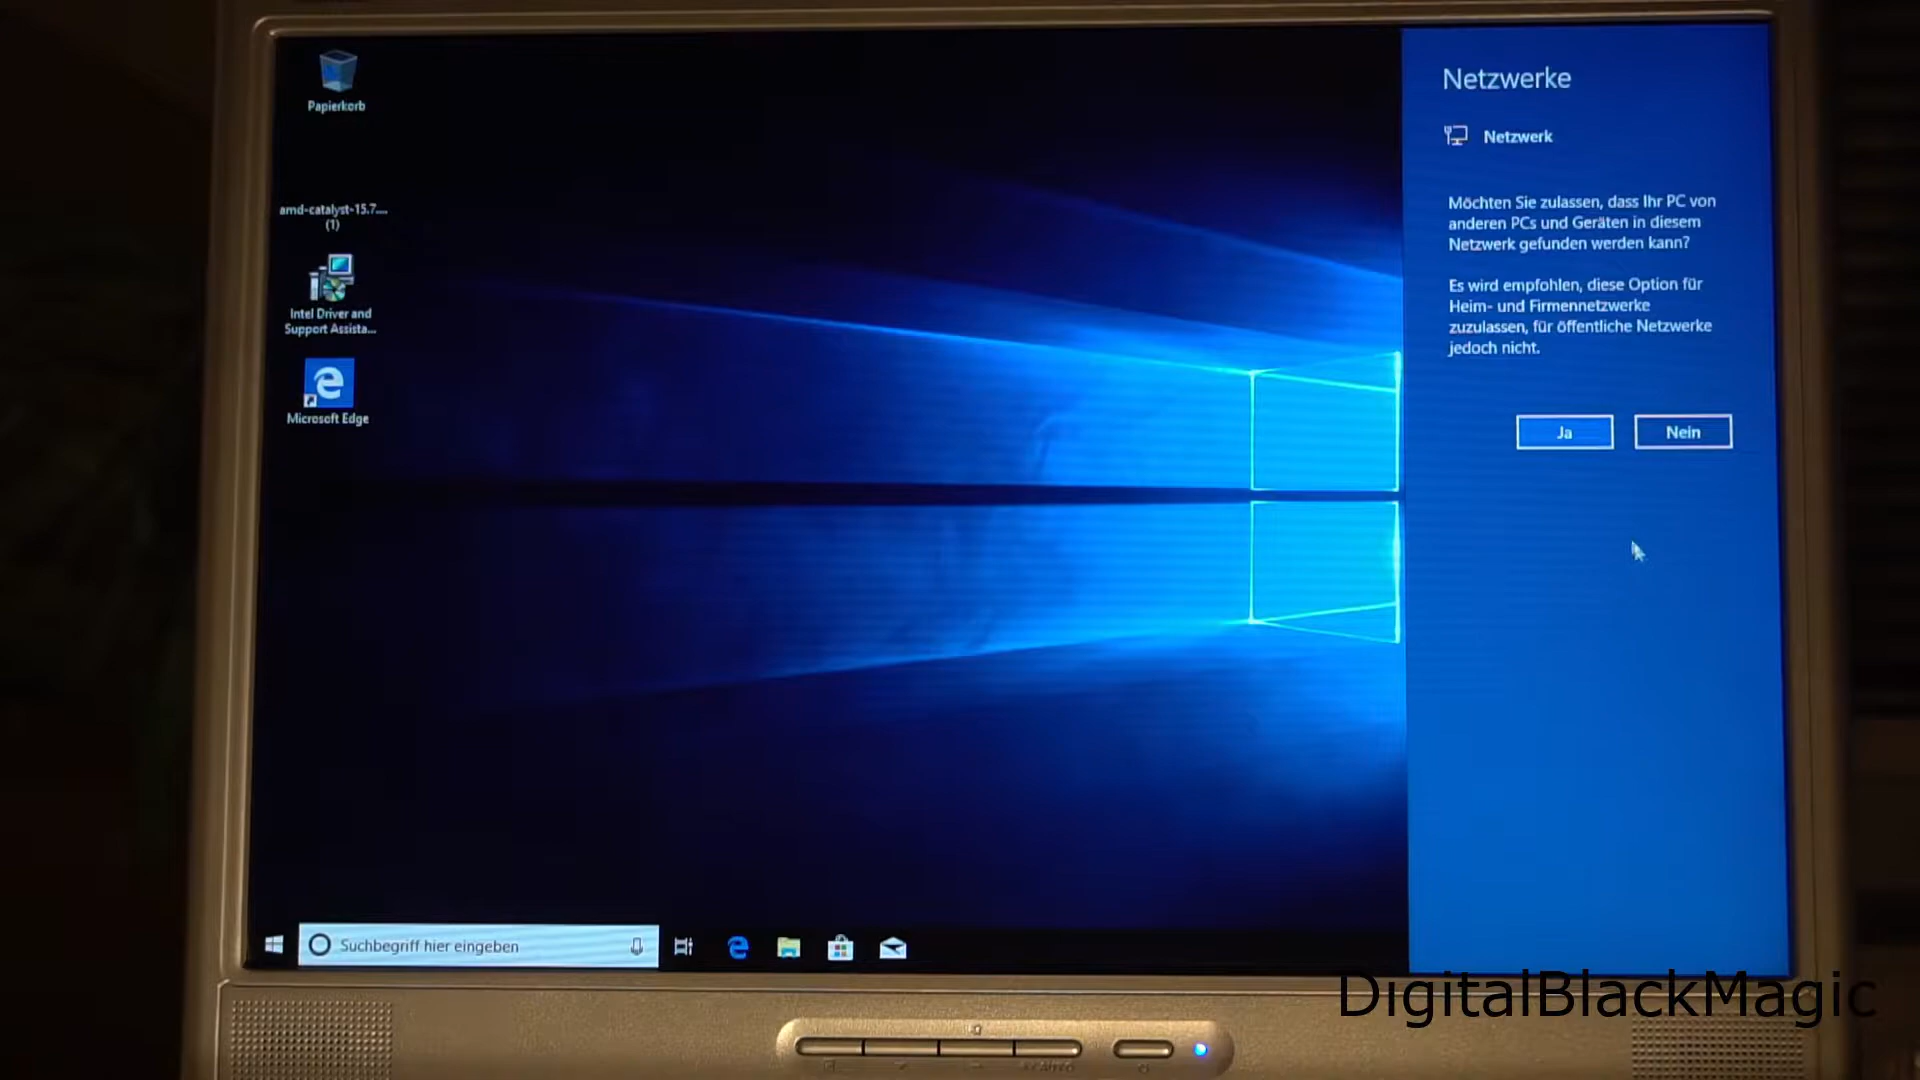 Papierkorb
amd-catalyst-15.7....
(1)
Intel Driver and
Support Assista...
Microsoft Edge
Netzwerke
Netzwerk
Möchten Sie zulassen, dass Ihr PC von
anderen PCs und Geräten in diesem
Netzwerk gefunden werden kann?
Es wird empfohlen, diese Option für
Heim- und Firmennetzwerke
zuzulassen, für öffentliche Netzwerke
jedoch nicht.
Ja
Nein
Suchbegriff hier eingeben
DigitalBlackMagic